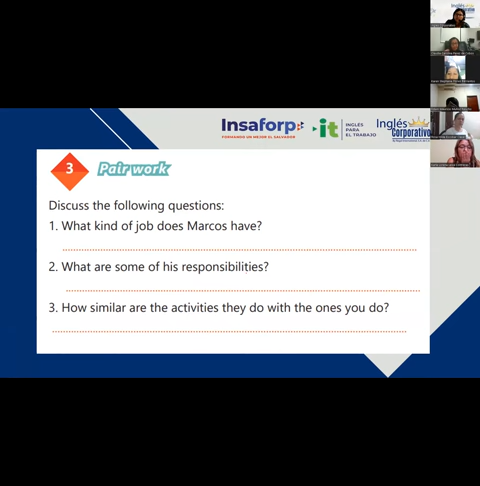 Insaforp
FORMANDO UN MEJOR EL SALVADOR
it
INGLÉS
PARA
EL TRABAJO
Inglés
Corporativo
3
Pair work
Discuss the following questions:
1. What kind of job does Marcos have?
2. What are some of his responsibilities?
3. How similar are the activities they do with the ones you do?